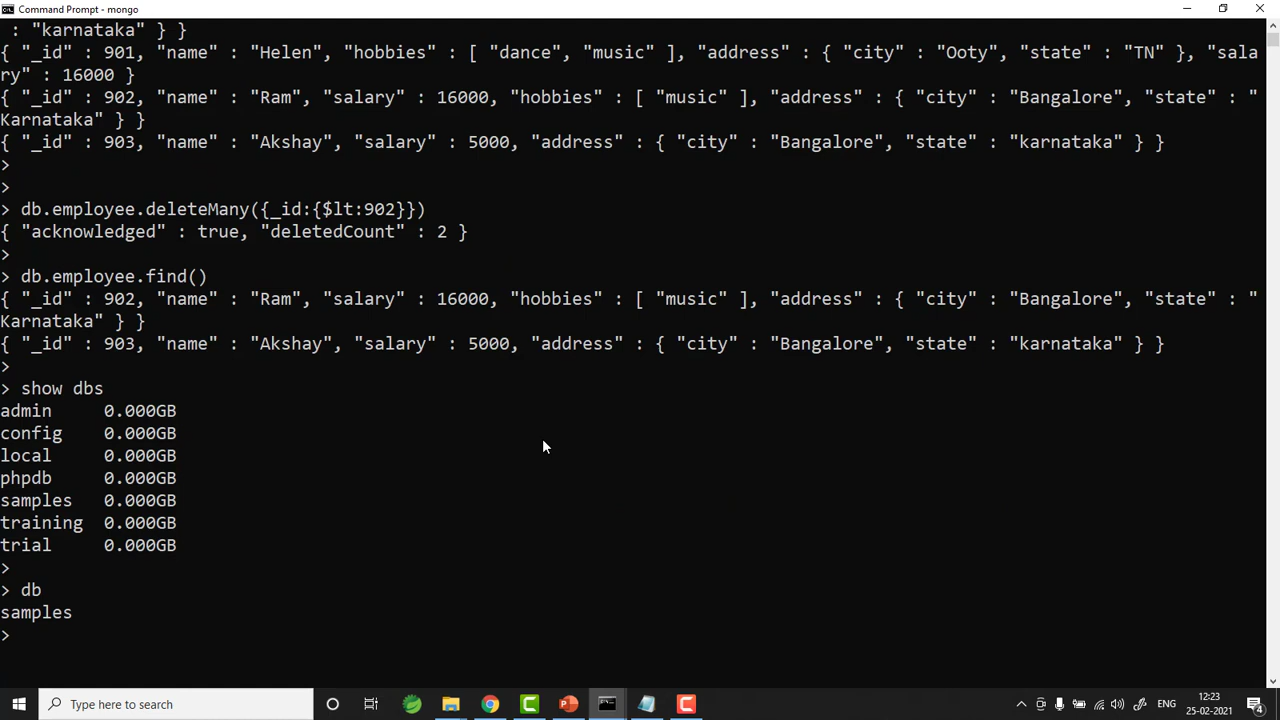 Command Prompt - mongo
 : "karnataka" } }
{ "_id" : 901, "name" : "Helen", "hobbies" : [ "dance", "music" ], "address" : { "city" : "Ooty", "state" : "TN" }, "sala
ry" : 16000 }
{ "_id" : 902, "name" : "Ram", "salary" : 16000, "hobbies" : [ "music" ], "address" : { "city" : "Bangalore", "state" : "
Karnataka" } }
{ "_id" : 903, "name" : "Akshay", "salary" : 5000, "address" : { "city" : "Bangalore", "state" : "karnataka" } }
>
>
> db.employee.deleteMany({_id:{$lt:902}})
{ "acknowledged" : true, "deletedCount" : 2 }
>
> db.employee.find()
{ "_id" : 902, "name" : "Ram", "salary" : 16000, "hobbies" : [ "music" ], "address" : { "city" : "Bangalore", "state" : "
Karnataka" } }
{ "_id" : 903, "name" : "Akshay", "salary" : 5000, "address" : { "city" : "Bangalore", "state" : "karnataka" } }
>
> show dbs
admin     0.000GB
config    0.000GB
local     0.000GB
phpdb     0.000GB
samples   0.000GB
training  0.000GB
trial     0.000GB
>
> db
samples
>
Type here to search
ENG
12:23
25-02-2021
4